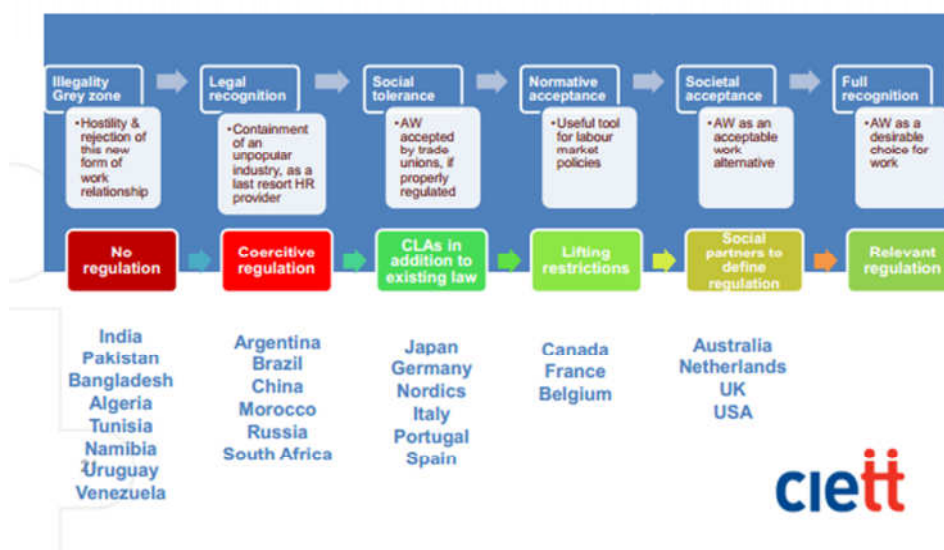 Illegality
Grey zone
Legal
recognition
Social
tolerance
Normative
acceptance
Societal
acceptance
Full
recognition
•Hostility &
rejection of
this new
form of
work
relationship
•Containment
of an
unpopular
industry, as a
last resort HR
provider
•AW
accepted
by trade
unions, if
properly
regulated
•Useful tool
for labour
market
policies
•AW as an
acceptable
work
alternative
•AW as a
desirable
choice for
work
No
regulation
Coercitive
regulation
CLAs in
addition to
existing law
Lifting
restrictions
Social
partners to
define
regulation
Relevant
regulation
India
Pakistan
Bangladesh
Algeria
Tunisia
Namibia
Uruguay
Venezuela
Argentina
Brazil
China
Morocco
Russia
South Africa
Japan
Germany
Nordics
Italy
Portugal
Spain
Canada
France
Belgium
Australia
Netherlands
UK
USA
ciett